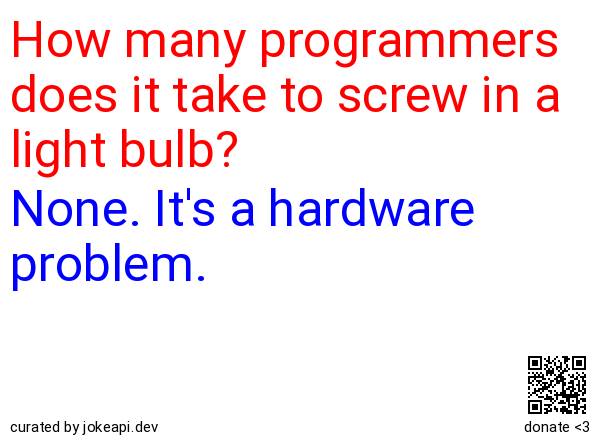 How many programmers
does it take to screw in a
light bulb?
None. It's a hardware
problem.
curated by jokeapi.dev
donate <3